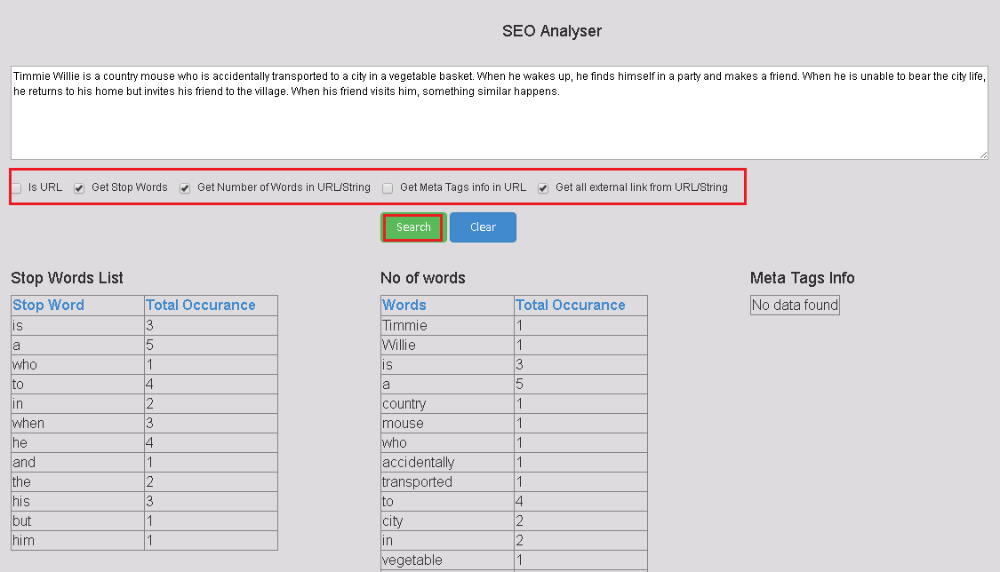 SEO Analyser
Timmie Willie is a country mouse who is accidentally transported to a city in a vegetable basket. When he wakes up, he finds himself in a party and makes a friend. When he is unable to bear the city life,
he returns to his home but invites his friend to the village. When his friend visits him, something similar happens.
Is URL Get Stop Words Get Number of Words in URL/String Get Meta Tags info in URL Get all external link from URL/String
Search Clear
Stop Words List
Stop Word Total Occurance
is 3
a 5
who 1
to 4
in 2
when 3
he 4
and 1
the 2
his 3
but 1
him 1
No of words
Words Total Occurance
Timmie 1
Willie 1
is 3
a 5
country 1
mouse 1
who 1
accidentally 1
transported 1
to 4
city 2
in 2
vegetable 1
Meta Tags Info
No data found